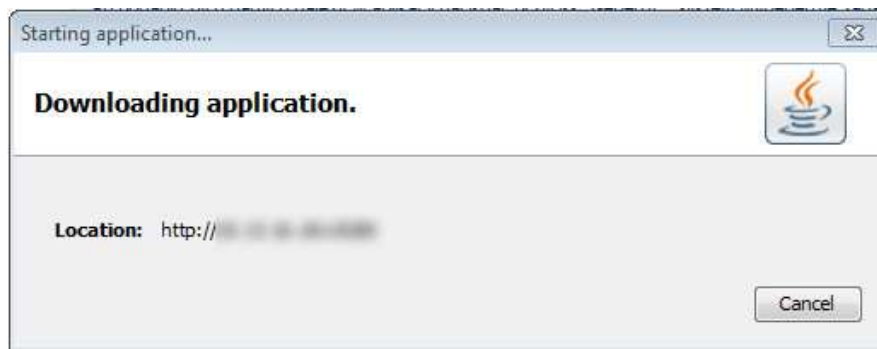 Starting application...
Downloading application.
Location: http://
Cancel